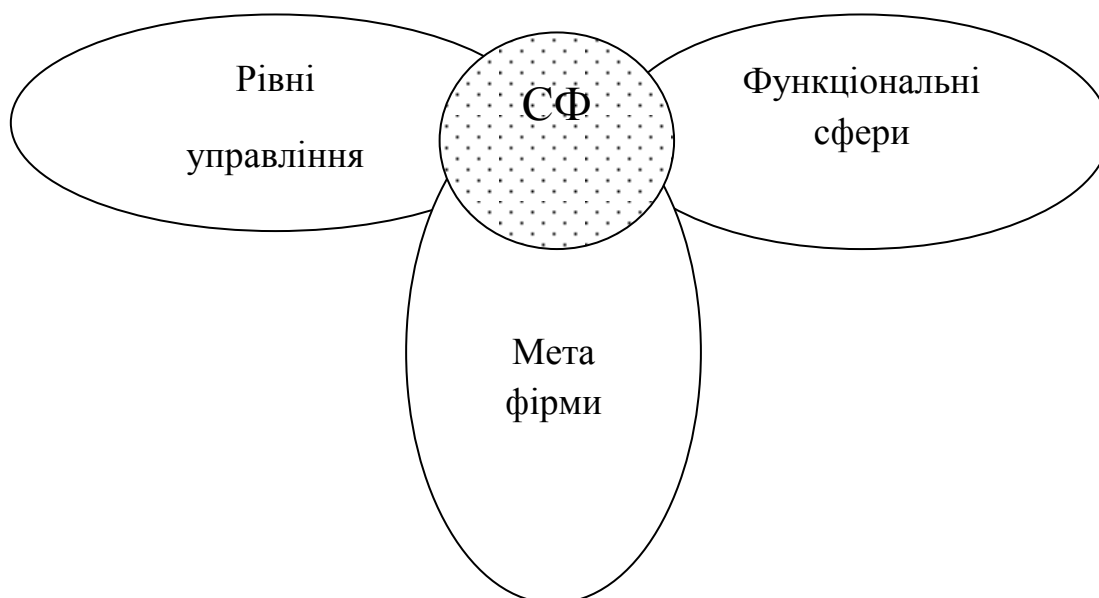 Рівні
управління
СФ
Функціональні
сфери
Мета
фірми